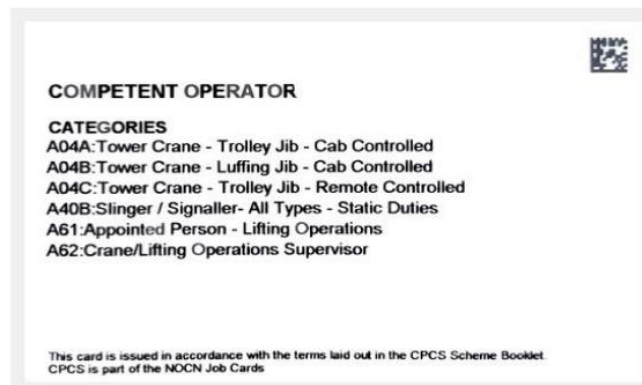 COMPETENT OPERATOR
CATEGORIES
A04A:Tower Crane - Trolley Jib - Cab Controlled
A04B:Tower Crane - Luffing Jib - Cab Controlled
A04C:Tower Crane - Trolley Jib - Remote Controlled
A40B:Slinger / Signaller- All Types - Static Duties
A61:Appointed Person - Lifting Operations
A62:Crane/Lifting Operations Supervisor
This card is issued in accordance with the terms laid out in the CPCS Scheme Booklet.
CPCS is part of the NOCN Job Cards